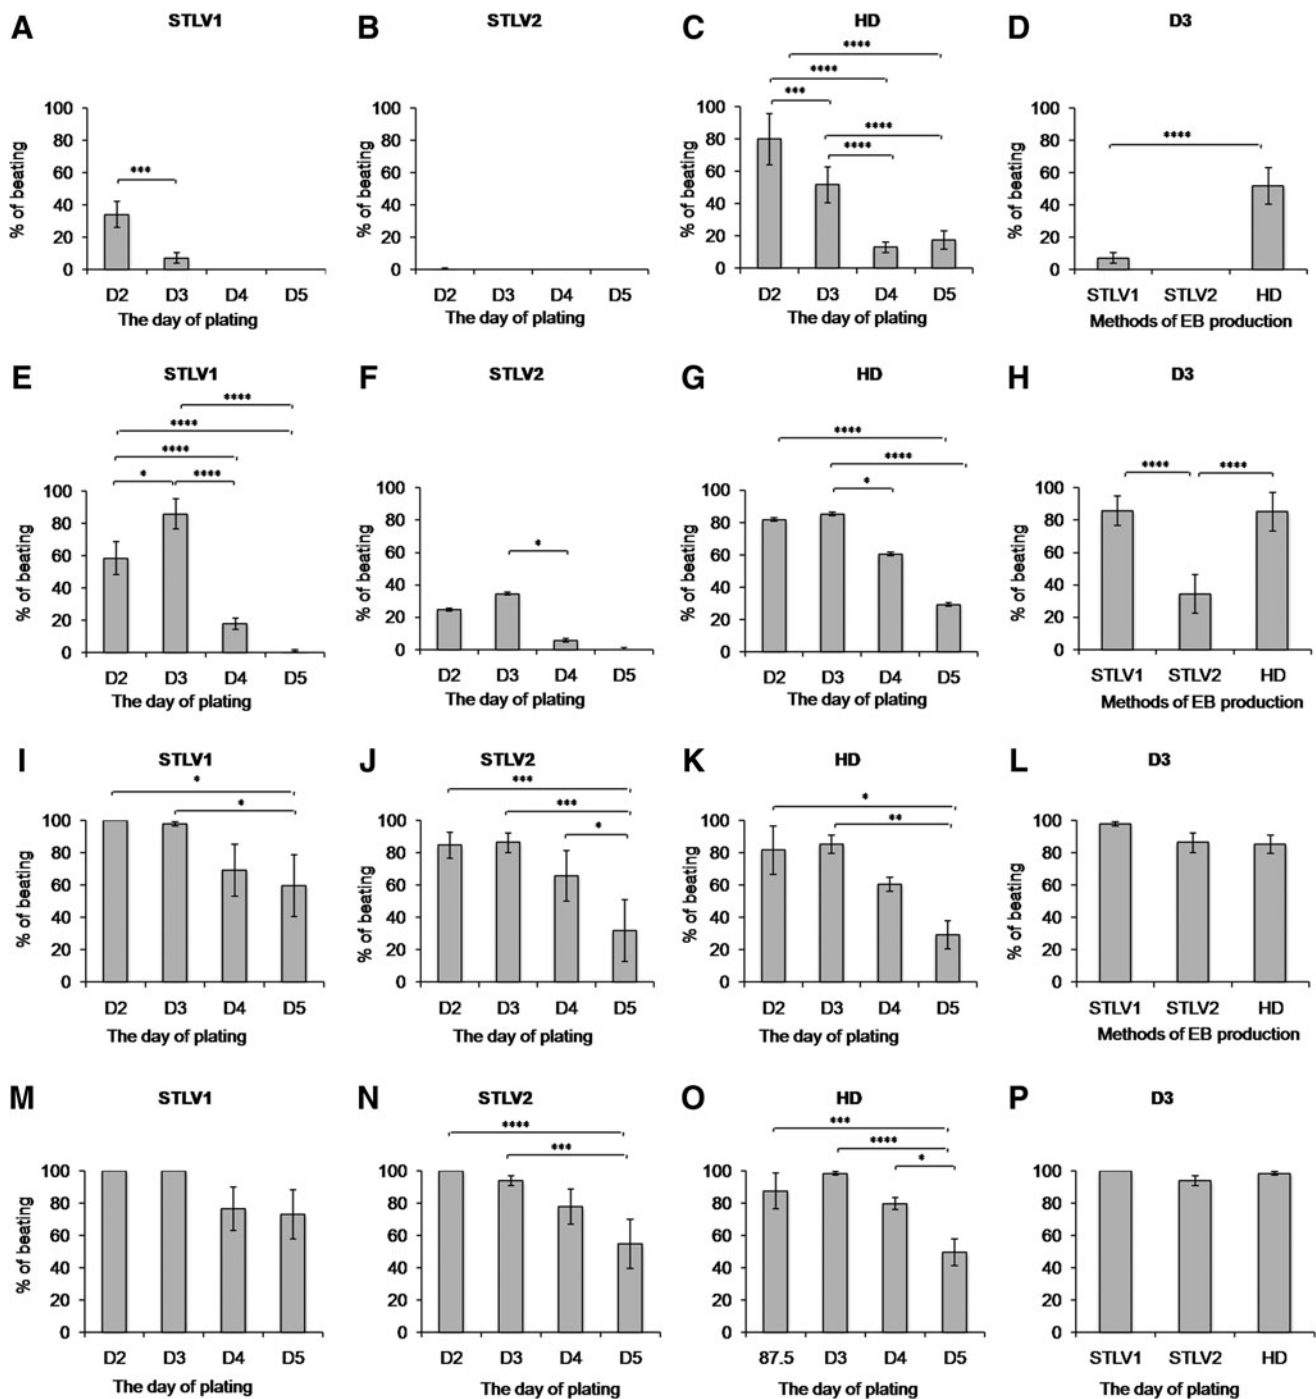 A STLV1
% of beating
100
80
60
40
20
0
***
D2 D3 D4 D5
The day of plating
B STLV2
% of beating
100
80
60
40
20
0
D2 D3 D4 D5
The day of plating
C HD
% of beating
100
80
60
40
20
0
****
****
***
****
****
D2 D3 D4 D5
The day of plating
D D3
% of beating
100
80
60
40
20
0
****
STLV1 STLV2 HD
Methods of EB production
E STLV1
% of beating
100
80
60
40
20
0
****
****
****
* ****
D2 D3 D4 D5
The day of plating
F STLV2
% of beating
100
80
60
40
20
0
*
D2 D3 D4 D5
The day of plating
G HD
% of beating
100
80
60
40
20
0
****
****
*
D2 D3 D4 D5
The day of plating
H D3
% of beating
100
80
60
40
20
0
**** ****
STLV1 STLV2 HD
Methods of EB production
I STLV1
% of beating
100
80
60
40
20
0
*
*
D2 D3 D4 D5
The day of plating
J STLV2
% of beating
100
80
60
40
20
0
***
***
*
D2 D3 D4 D5
The day of plating
K HD
% of beating
100
80
60
40
20
0
*
**
D2 D3 D4 D5
The day of plating
L D3
% of beating
100
80
60
40
20
0
STLV1 STLV2 HD
Methods of EB production
M STLV1
% of beating
100
80
60
40
20
0
D2 D3 D4 D5
The day of plating
N STLV2
% of beating
100
80
60
40
20
0
****
***
D2 D3 D4 D5
The day of plating
O HD
% of beating
100
80
60
40
20
0
***
****
*
87.5 D3 D4 D5
The day of plating
P D3
% of beating
100
80
60
40
20
0
STLV1 STLV2 HD
The day of plating